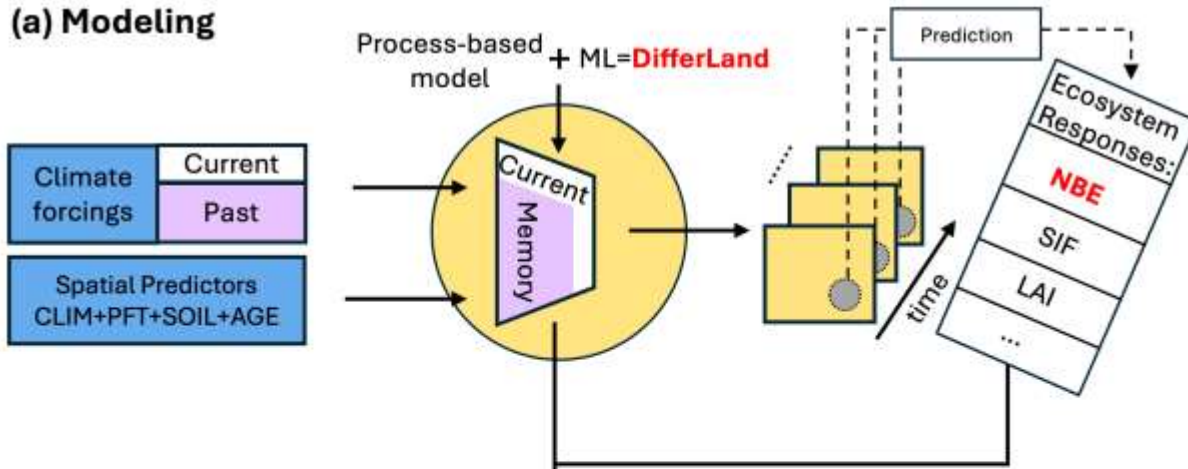 (a) Modeling
Process-based
model + ML=DifferLand
Prediction
Climate
forcings
Current
Past
Spatial Predictors
CLIM+PFT+SOIL+AGE
Current
Memory
time
Ecosystem
Responses:
NBE
SIF
LAI
...